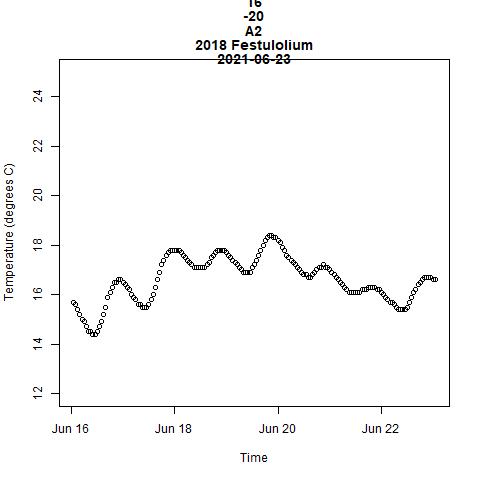 16
-20
A2
2018 Festulolium
2021-06-23
Temperature (degrees C)
24
22
20
18
16
14
12
Jun 16
Jun 18
Jun 20
Jun 22
Time